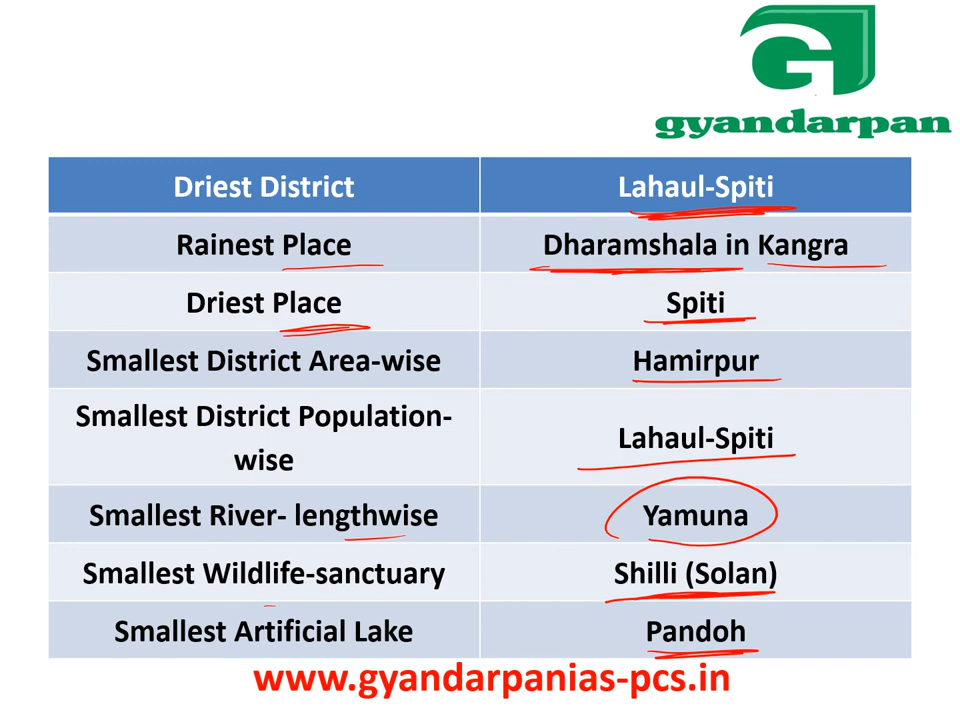 gyandarpan
Driest District Lahaul-Spiti
Rainest Place Dharamshala in Kangra
Driest Place Spiti
Smallest District Area-wise Hamirpur
Smallest District Population-
wise Lahaul-Spiti
Smallest River- lengthwise Yamuna
Smallest Wildlife-sanctuary Shilli (Solan)
Smallest Artificial Lake Pandoh
www.gyandarpanias-pcs.in